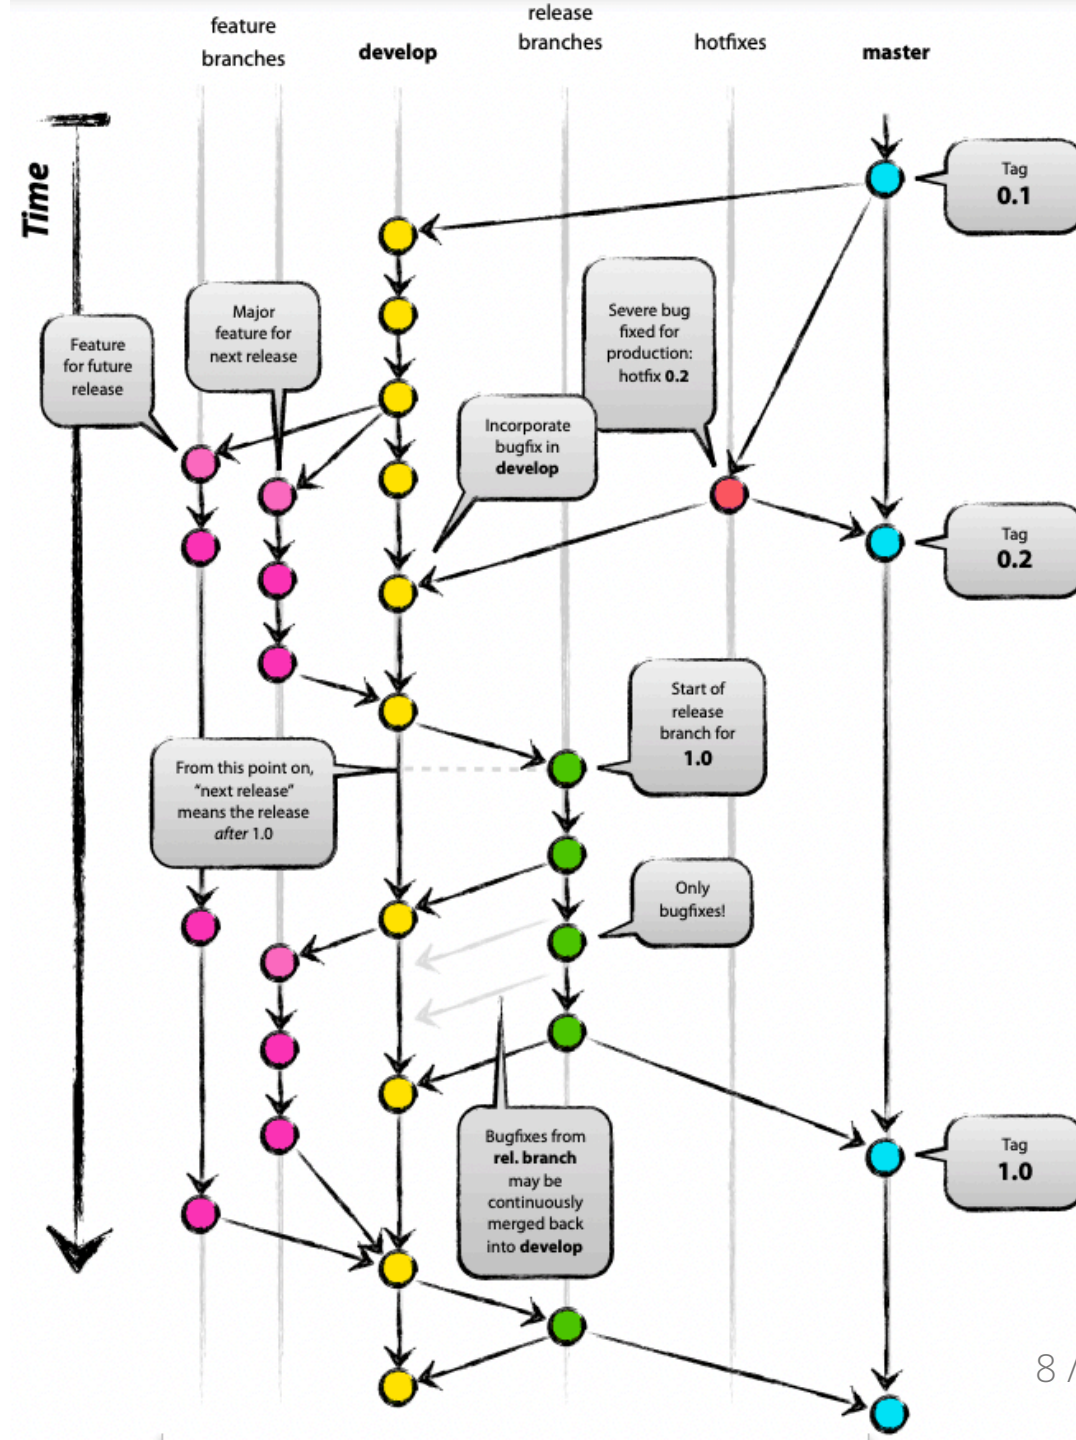 feature
branches
develop
release
branches
hotfixes
master
Time
Tag
0.1
Major
feature for
next release
Feature
for future
release
Severe bug
fixed for
production:
hotfix 0.2
Incorporate
bugfix in
develop
Tag
0.2
Start of
release
branch for
1.0
From this point on,
“next release”
means the release
after 1.0
Only
bugfixes!
Bugfixes from
rel. branch
may be
continuously
merged back
into develop
Tag
1.0
8 /